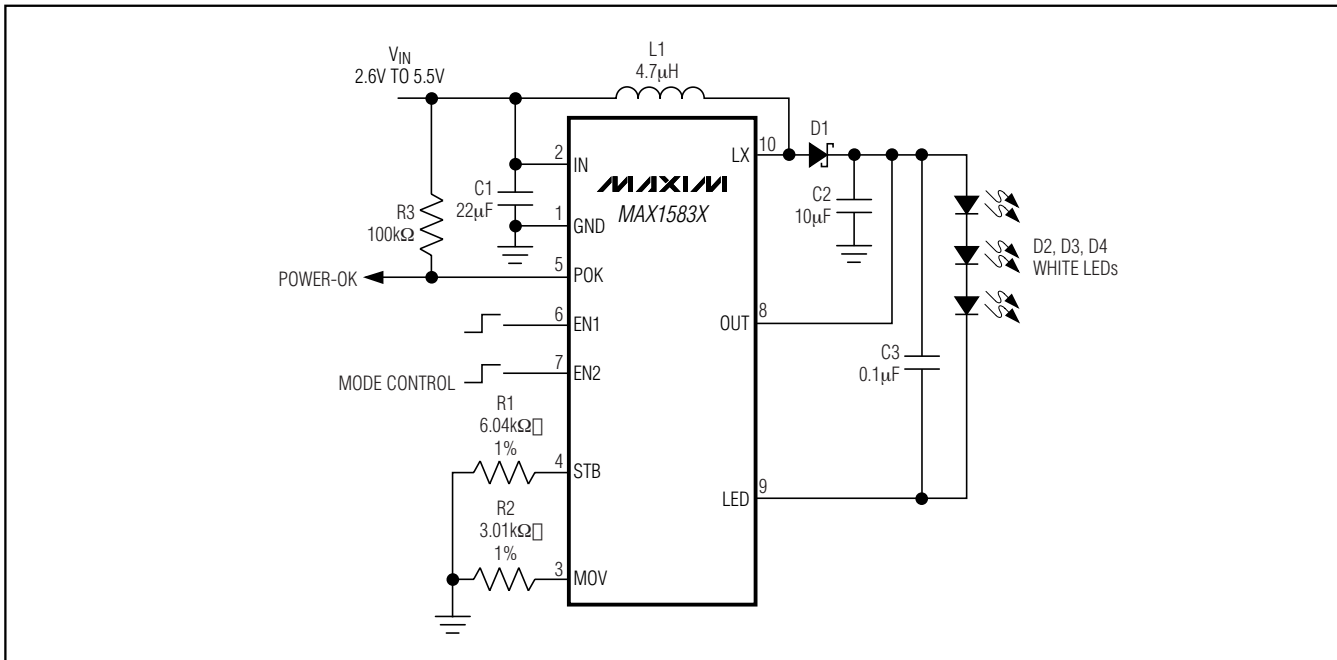 VIN
2.6V TO 5.5V
L1
4.7μH
D1
2
IN
10
LX
MAXIM
MAX1583X
C1
22μF
C2
10μF
1
GND
R3
100kΩ
D2, D3, D4
WHITE LEDs
POWER-OK
5
POK
6
EN1
8
OUT
7
EN2
MODE CONTROL
C3
0.1μF
R1
6.04kΩ▯
1%
4
STB
9
LED
R2
3.01kΩ▯
1%
3
MOV